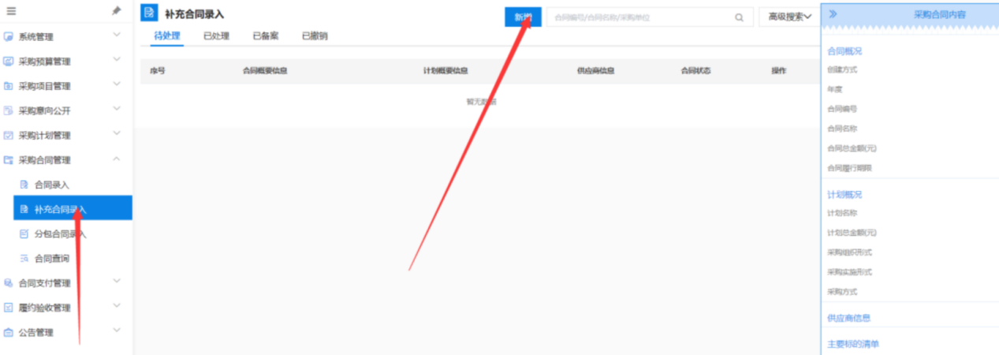 系统管理
采购预算管理
采购项目管理
采购意向公开
采购计划管理
采购合同管理
合同录入
补充合同录入
分包合同录入
合同查询
合同支付管理
履约验收管理
公告管理
补充合同录入
新增
合同编号/合同名称/采购单位
高级搜索
待处理 已处理 已备案 已撤销
序号 合同概要信息 计划概要信息 供应商信息 合同状态 操作
暂无数据
采购合同内容
合同概况
创建方式
年度
合同编号
合同名称
合同总金额(元)
合同履行期限
计划概况
计划名称
计划总金额(元)
采购组织形式
采购实施形式
采购方式
供应商信息
主要标的清单